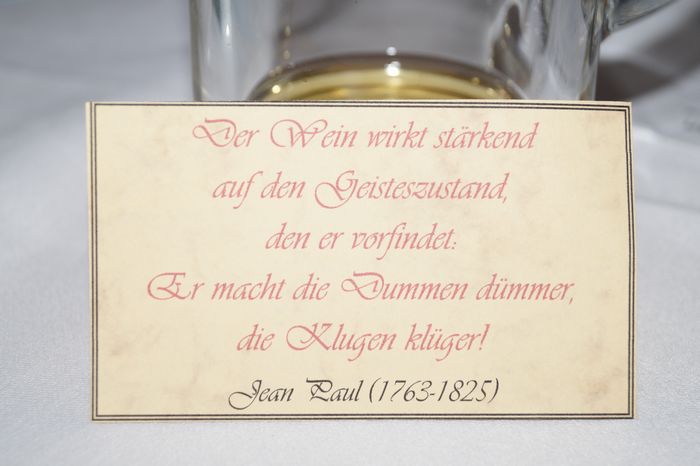 Der Wein wirkt stärkend
auf den Geisteszustand,
den er vorfindet:
Er macht die Dummen dümmer,
die Klugen klüger!
Jean Paul (1763-1825)